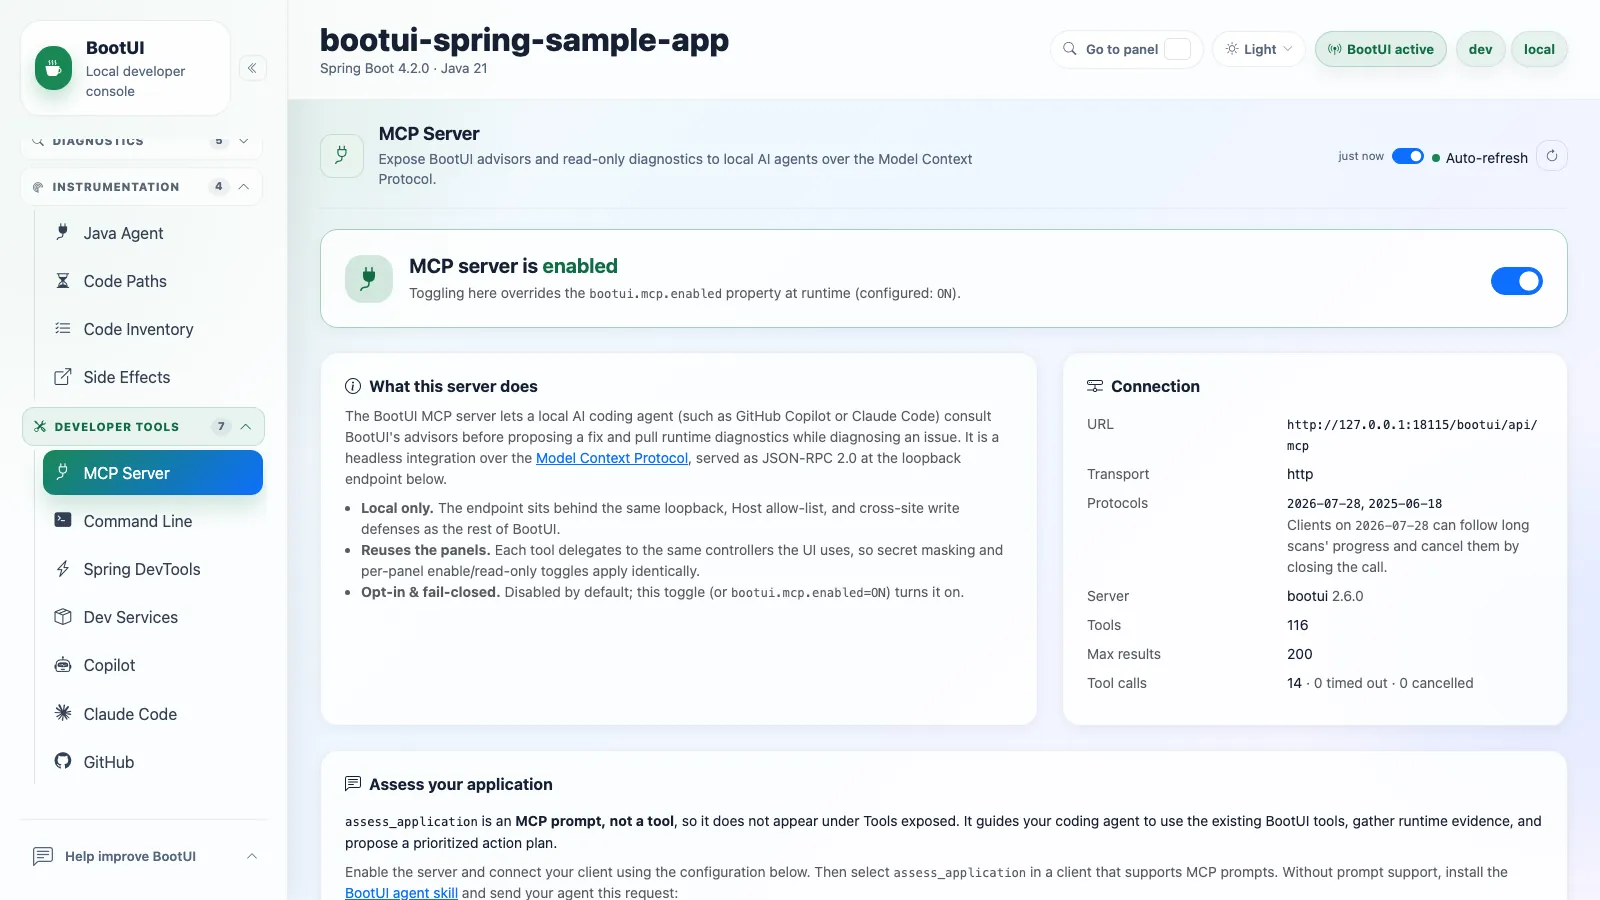 BootUI
Local developer
console
DIAGNOSTICS 5
INSTRUMENTATION 4
Java Agent
Code Paths
Code Inventory
Side Effects
DEVELOPER TOOLS 7
MCP Server
Command Line
Spring DevTools
Dev Services
Copilot
Claude Code
GitHub
Help improve BootUI
bootui-spring-sample-app
Spring Boot 4.2.0 · Java 21
Go to panel
Light
BootUI active
dev
local
MCP Server
Expose BootUI advisors and read-only diagnostics to local AI agents over the Model Context
Protocol.
just now
Auto-refresh
MCP server is enabled
Toggling here overrides the bootui.mcp.enabled property at runtime (configured: ON).
What this server does
The BootUI MCP server lets a local AI coding agent (such as GitHub Copilot or Claude Code) consult
BootUI's advisors before proposing a fix and pull runtime diagnostics while diagnosing an issue. It is a
headless integration over the Model Context Protocol, served as JSON-RPC 2.0 at the loopback
endpoint below.
• Local only. The endpoint sits behind the same loopback, Host allow-list, and cross-site write
defenses as the rest of BootUI.
• Reuses the panels. Each tool delegates to the same controllers the UI uses, so secret masking and
per-panel enable/read-only toggles apply identically.
• Opt-in & fail-closed. Disabled by default; this toggle (or bootui.mcp.enabled=ON) turns it on.
Connection
URL http://127.0.0.1:18115/bootui/api/
mcp
Transport http
Protocols 2026-07-28, 2025-06-18
Clients on 2026-07-28 can follow long
scans' progress and cancel them by
closing the call.
Server bootui 2.6.0
Tools 116
Max results 200
Tool calls 14 · 0 timed out · 0 cancelled
Assess your application
assess_application is an MCP prompt, not a tool, so it does not appear under Tools exposed. It guides your coding agent to use the existing BootUI tools, gather runtime evidence, and
propose a prioritized action plan.
Enable the server and connect your client using the configuration below. Then select assess_application in a client that supports MCP prompts. Without prompt support, install the
BootUI agent skill and send your agent this request: